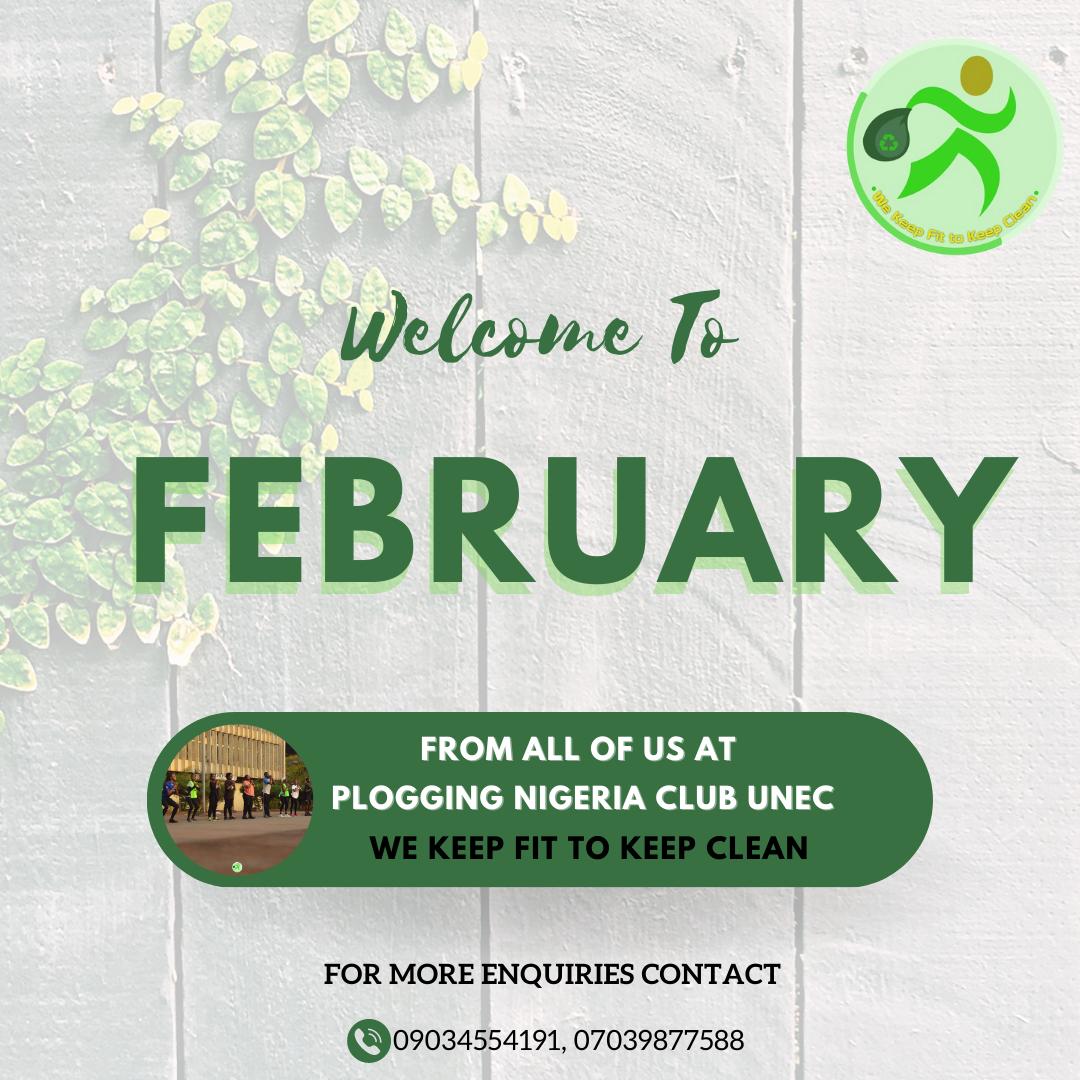 We Keep Fit to Keep Clean
Welcome To
FEBRUARY
FROM ALL OF US AT
PLOGGING NIGERIA CLUB UNEC
WE KEEP FIT TO KEEP CLEAN
FOR MORE ENQUIRIES CONTACT
09034554191, 07039877588